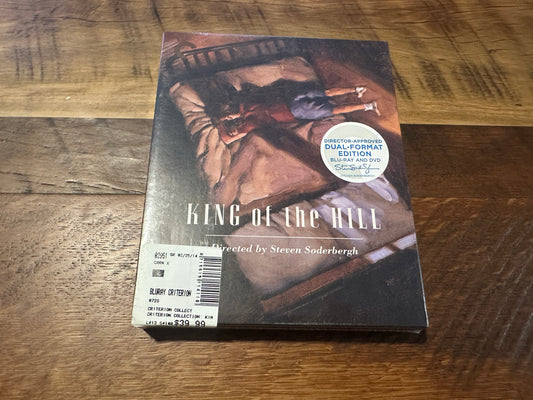 DIRECTOR-APPROVED
DUAL-FORMAT
EDITION
BLU-RAY AND DVD
KING of the HILL
Directed by Steven Soderbergh
BLURAY CRITERION
CRITERION COLLECT
CRITERION COLLECTION: KIN
$39.99